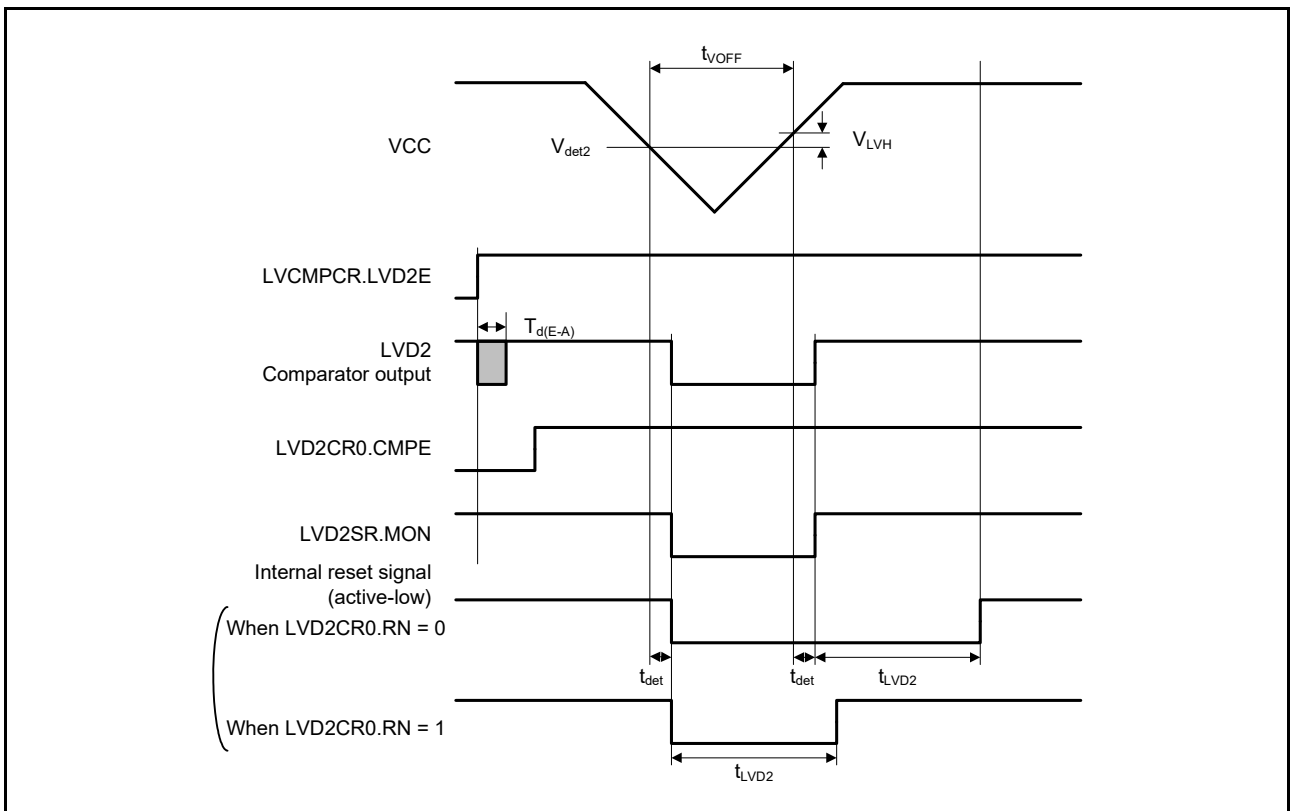 tVOFF
VCC
Vdet2
VLVH
LVCMPCR.LVD2E
Td(E-A)
LVD2
Comparator output
LVD2CR0.CMPE
LVD2SR.MON
Internal reset signal
(active-low)
When LVD2CR0.RN = 0
tdet
tdet
tLVD2
When LVD2CR0.RN = 1
tLVD2